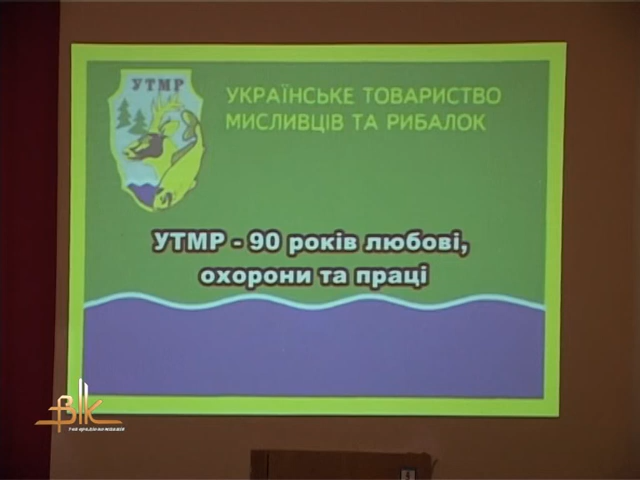 УТМР
УКРАЇНСЬКЕ ТОВАРИСТВО
МИСЛИВЦІВ ТА РИБАЛОК
УТМР - 90 років любові,
охорони та праці
ВІК